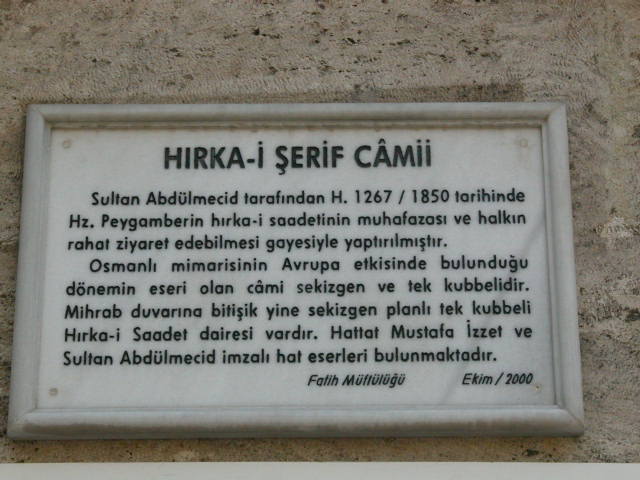 HIRKA-İ ŞERİF CÂMİİ
Sultan Abdülmecid tarafından H. 1267 / 1850 tarihinde
Hz. Peygamberin hırka-i saadetinin muhafazası ve halkın
rahat ziyaret edebilmesi gayesiyle yaptırılmıştır.
Osmanlı mimarisinin Avrupa etkisinde bulunduğu
dönemin eseri olan câmi sekizgen ve tek kubbelidir.
Mihrab duvarına bitişik yine sekizgen planlı tek kubbeli
Hırka-i Saadet dairesi vardır. Hattat Mustafa İzzet ve
Sultan Abdülmecid imzalı hat eserleri bulunmaktadır.
Fatih Müftülüğü Ekim / 2000